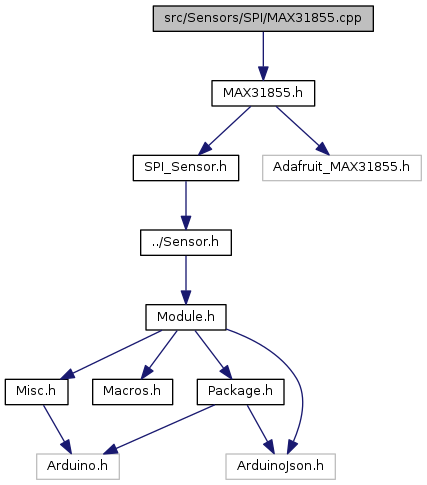 src/Sensors/SPI/MAX31855.cpp
MAX31855.h
SPI_Sensor.h
Adafruit_MAX31855.h
../Sensor.h
Module.h
Misc.h
Macros.h
Package.h
Arduino.h
ArduinoJson.h